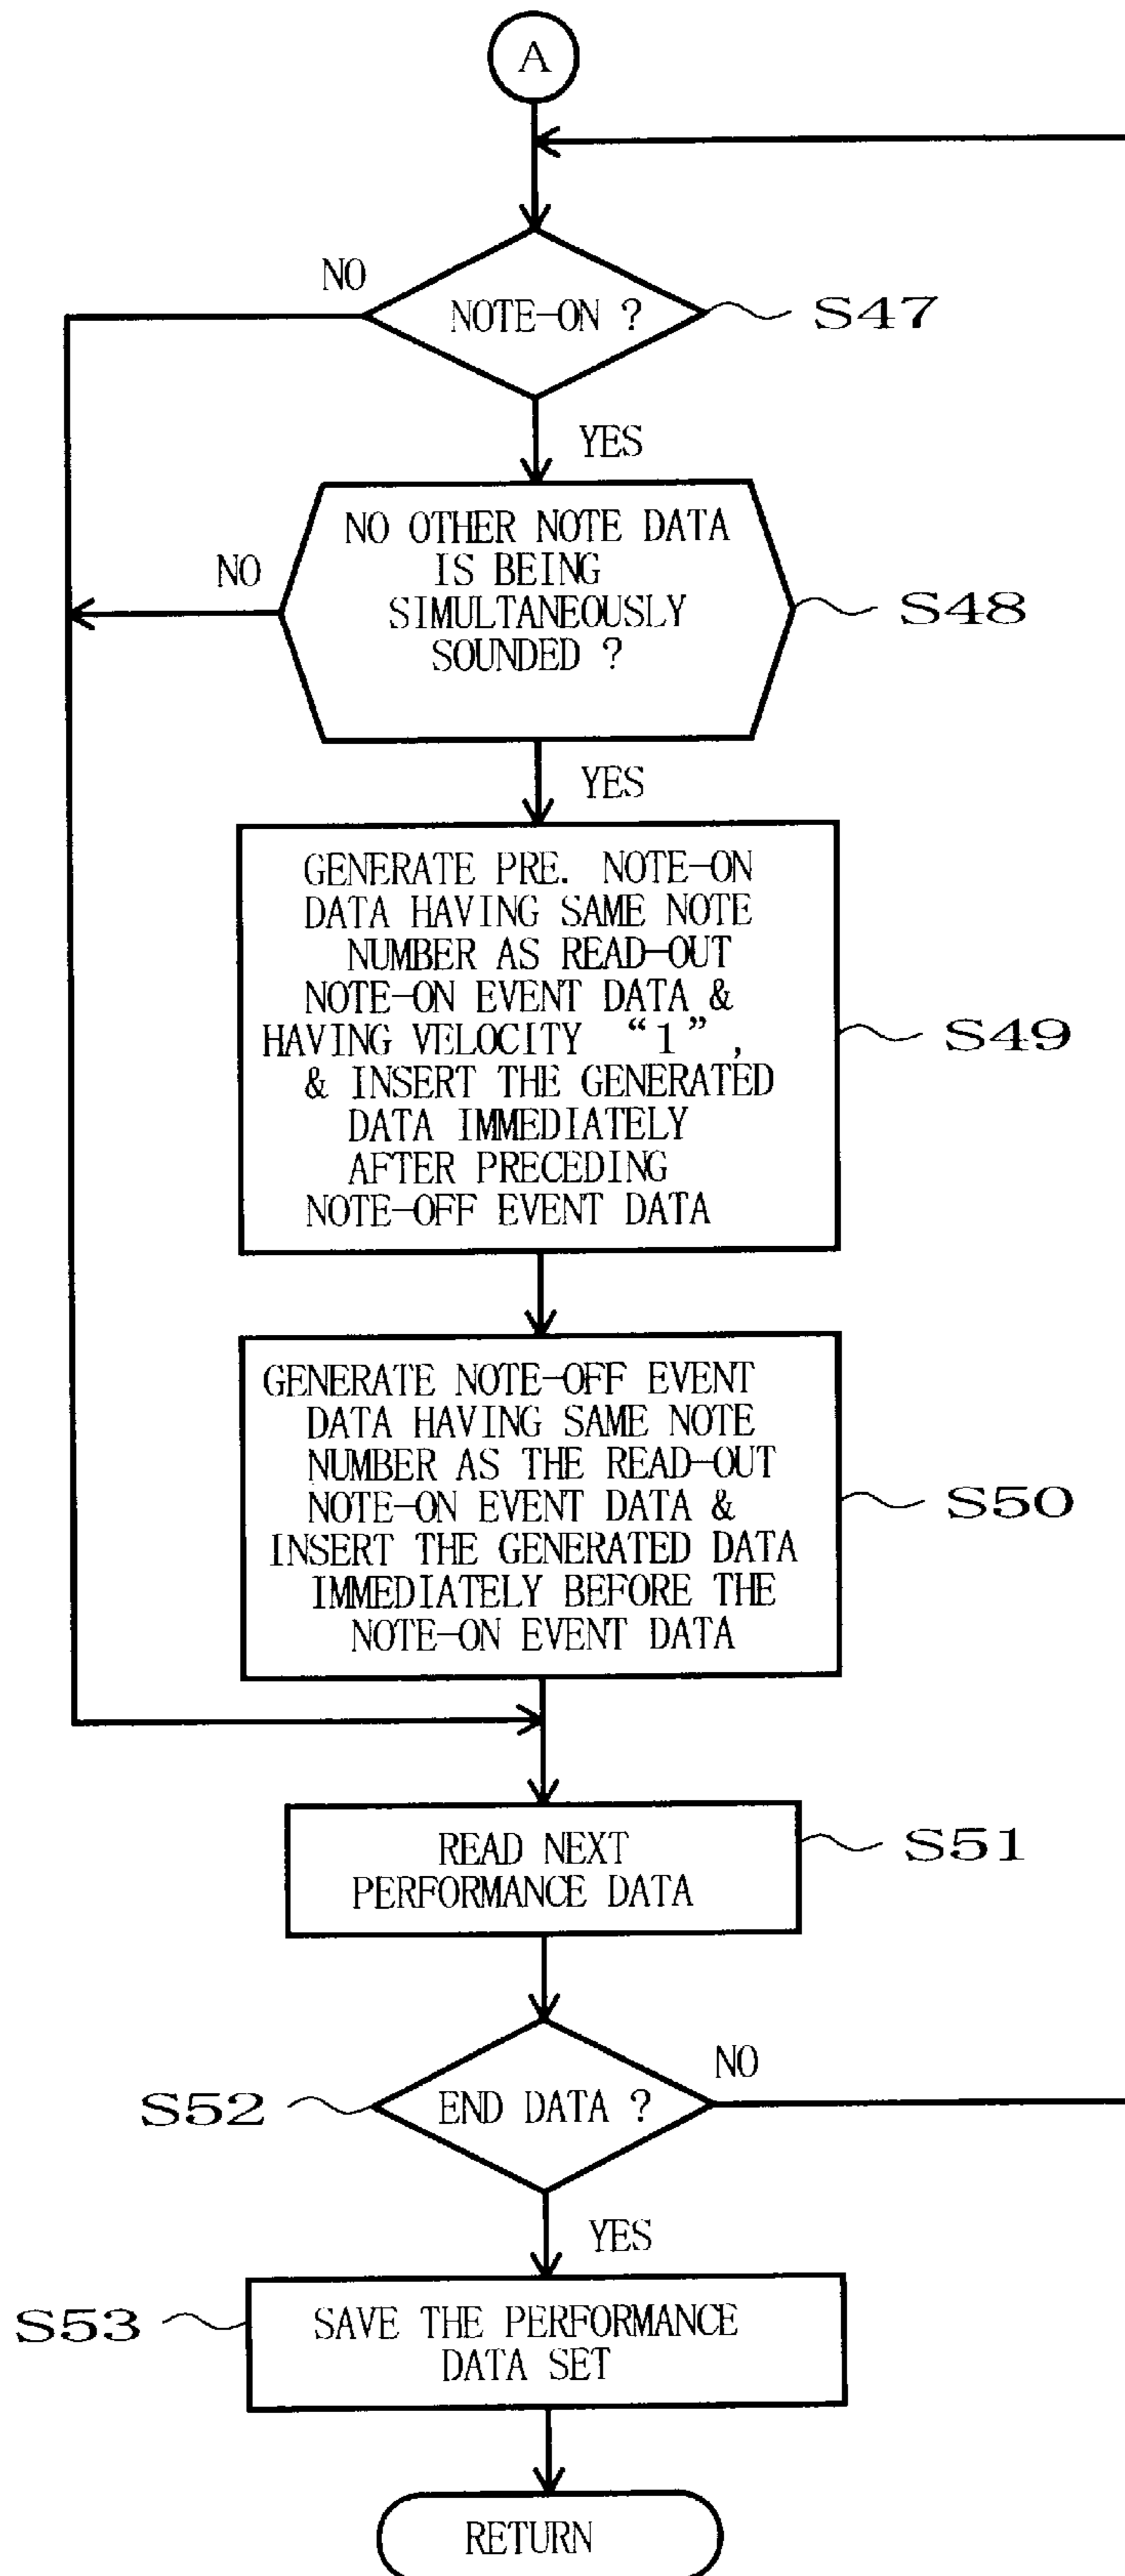 A
NO
NOTE-ON ?
S47
YES
NO OTHER NOTE DATA
IS BEING
SIMULTANEOUSLY
SOUNDED ?
NO
S48
YES
GENERATE PRE. NOTE-ON
DATA HAVING SAME NOTE
NUMBER AS READ-OUT
NOTE-ON EVENT DATA &
HAVING VELOCITY “1”,
& INSERT THE GENERATED
DATA IMMEDIATELY
AFTER PRECEDING
NOTE-OFF EVENT DATA
S49
GENERATE NOTE-OFF EVENT
DATA HAVING SAME NOTE
NUMBER AS THE READ-OUT
NOTE-ON EVENT DATA &
INSERT THE GENERATED DATA
IMMEDIATELY BEFORE THE
NOTE-ON EVENT DATA
S50
READ NEXT
PERFORMANCE DATA
S51
NO
S52
END DATA ?
YES
S53
SAVE THE PERFORMANCE
DATA SET
RETURN